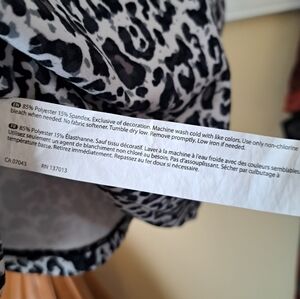 EN 85% Polyester 15% Spandex. Exclusive of decoration. Machine wash cold with like colors. Use only non-chlorine
bleach when needed. No fabric softener. Tumble dry low. Remove promptly. Low iron if needed.
FR 85% Polyester 15% Élasthanne. Sauf tissu décoratif. Laver à la machine à l'eau froide avec des couleurs semblables.
Utilisez seulement un agent de blanchiment non chloré au besoin. Pas d'assouplissant. Sécher par culbutage à
température basse. Retirez immédiatement. Repassez au fer doux si nécessaire.
CA 07043 RN 137013